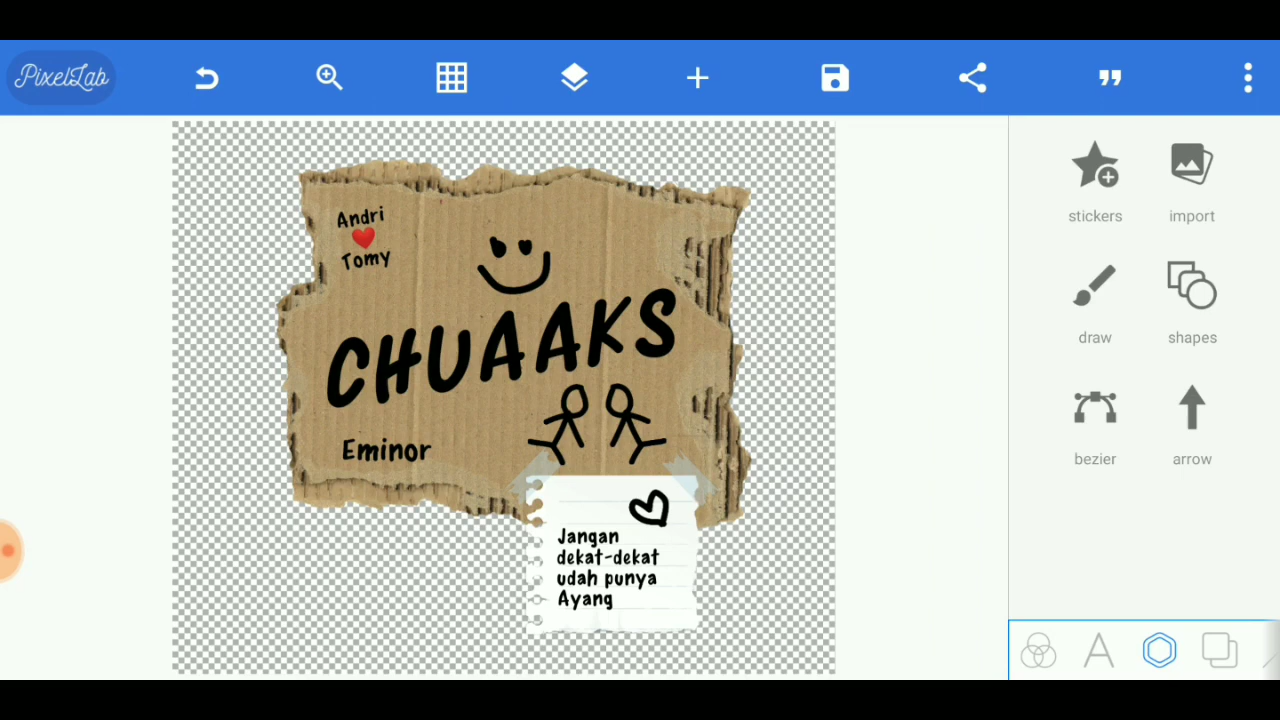 PixelLab
stickers
import
draw
shapes
bezier
arrow
Andri
❤️
Tomy
CHUAAKS
Eminor
Jangan
dekat-dekat
udah punya
Ayang